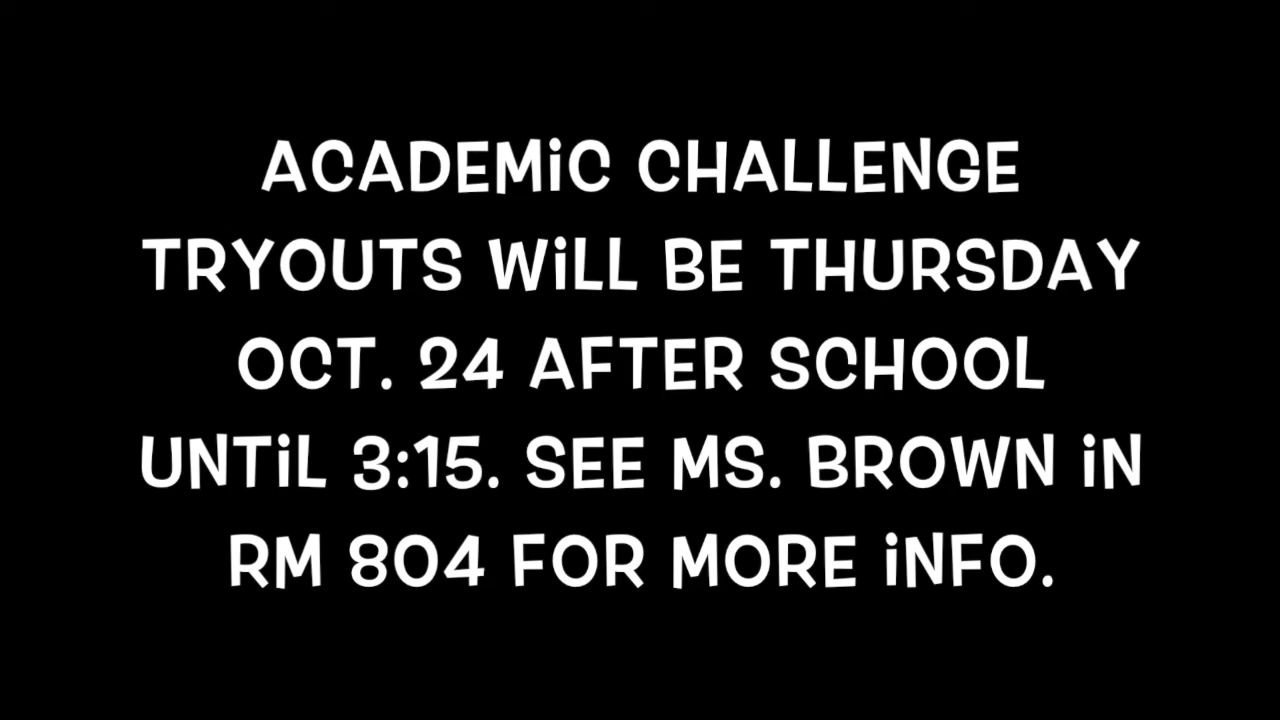 ACADEMiC CHALLENGE
TRYOUTS WiLL BE THURSDAY
OCT. 24 AFTER SCHOOL
UNTiL 3:15. SEE MS. BROWN iN
RM 804 FOR MORE iNFO.